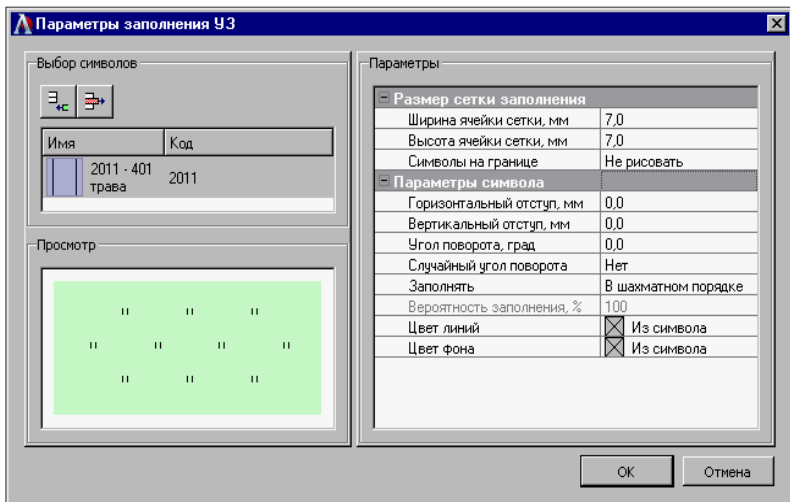 Параметры заполнения УЗ
Выбор символов
Имя Код
2011 - 401
трава
2011
Просмотр
Параметры
Размер сетки заполнения
Ширина ячейки сетки, мм 7,0
Высота ячейки сетки, мм 7,0
Символы на границе Не рисовать
Параметры символа
Горизонтальный отступ, мм 0,0
Вертикальный отступ, мм 0,0
Угол поворота, град 0,0
Случайный угол поворота Нет
Заполнять В шахматном порядке
Вероятность заполнения, % 100
Цвет линий Из символа
Цвет фона Из символа
ОК Отмена